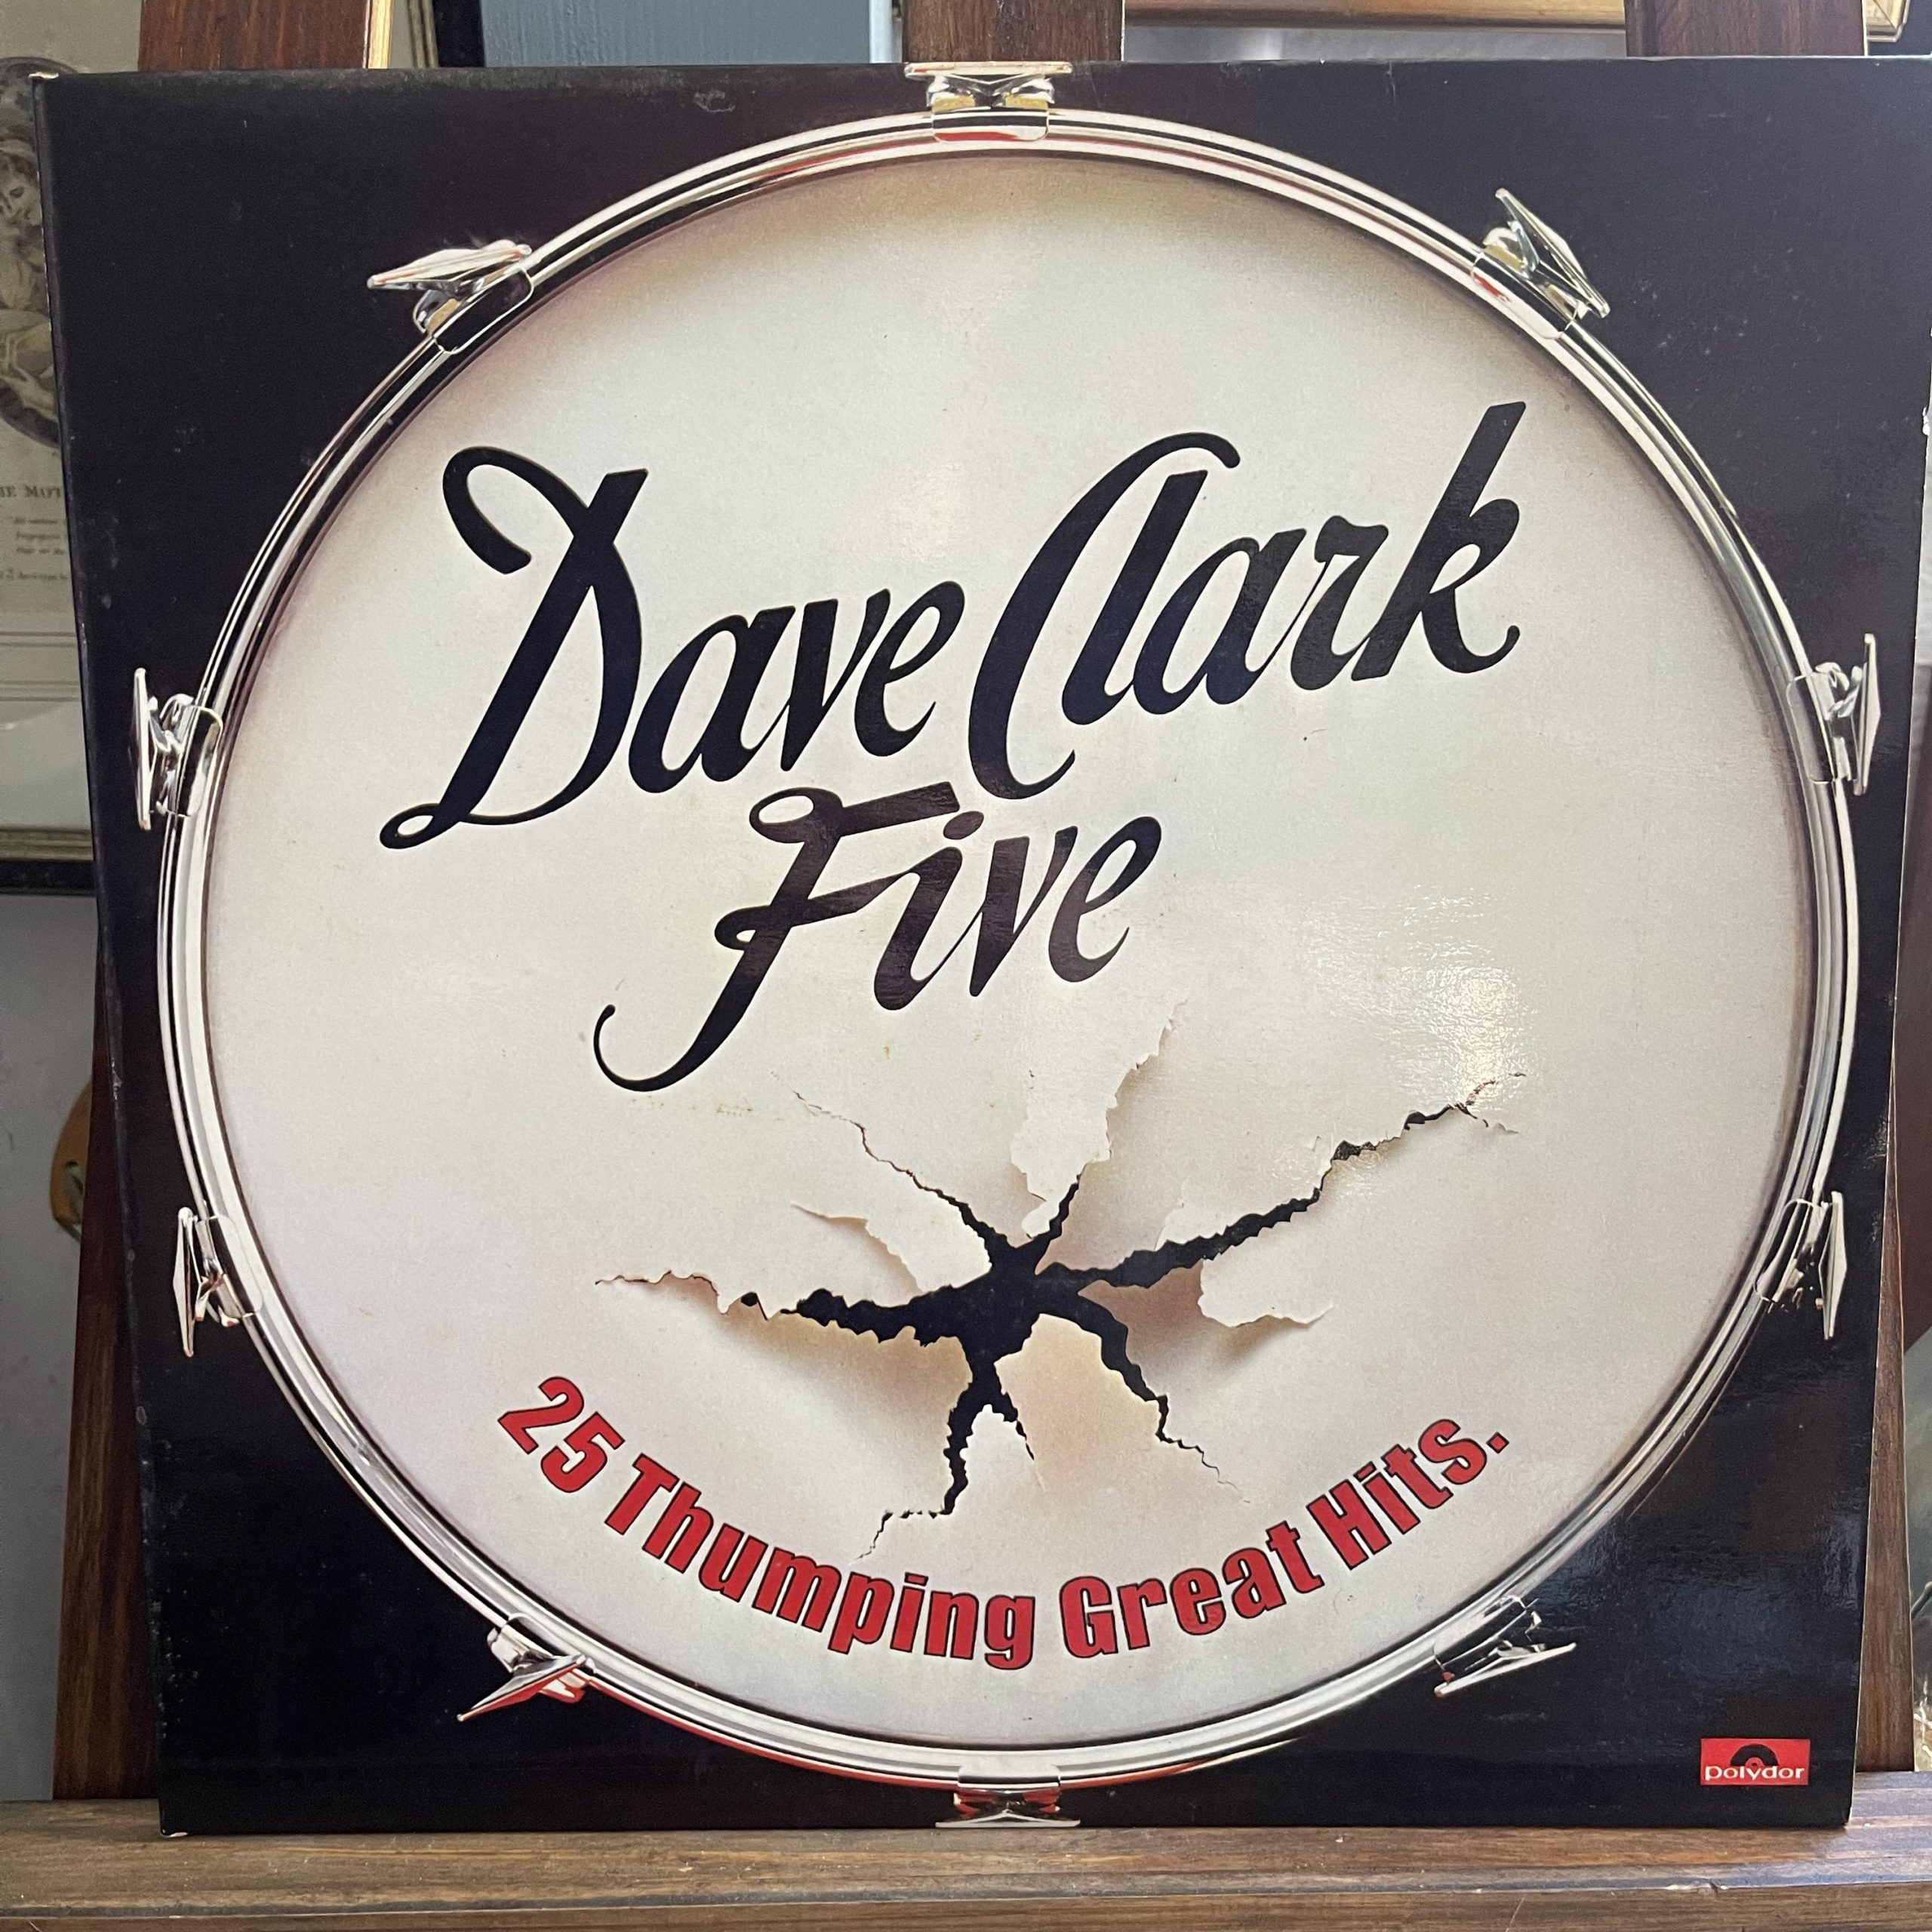 Dave Clark
Five
25 Thumping Great Hits.
polydor